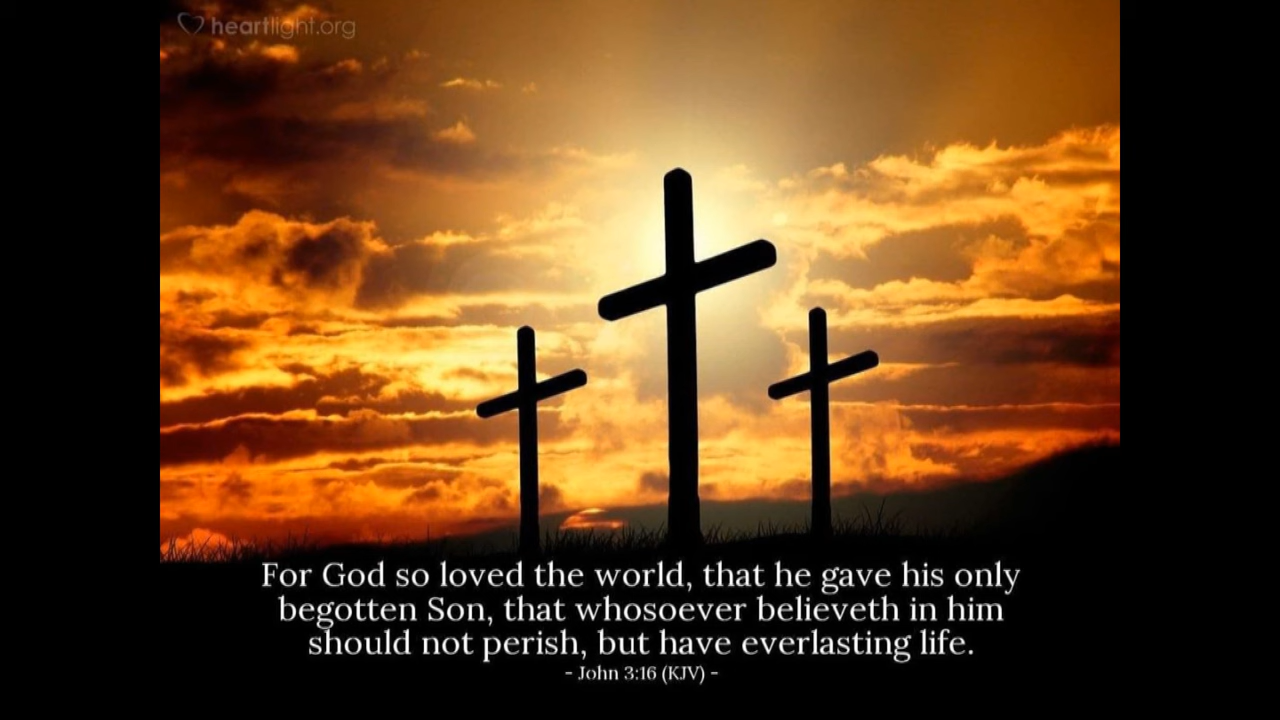 heartlight.org
For God so loved the world, that he gave his only
begotten Son, that whosoever believeth in him
should not perish, but have everlasting life.
- John 3:16 (KJV) -